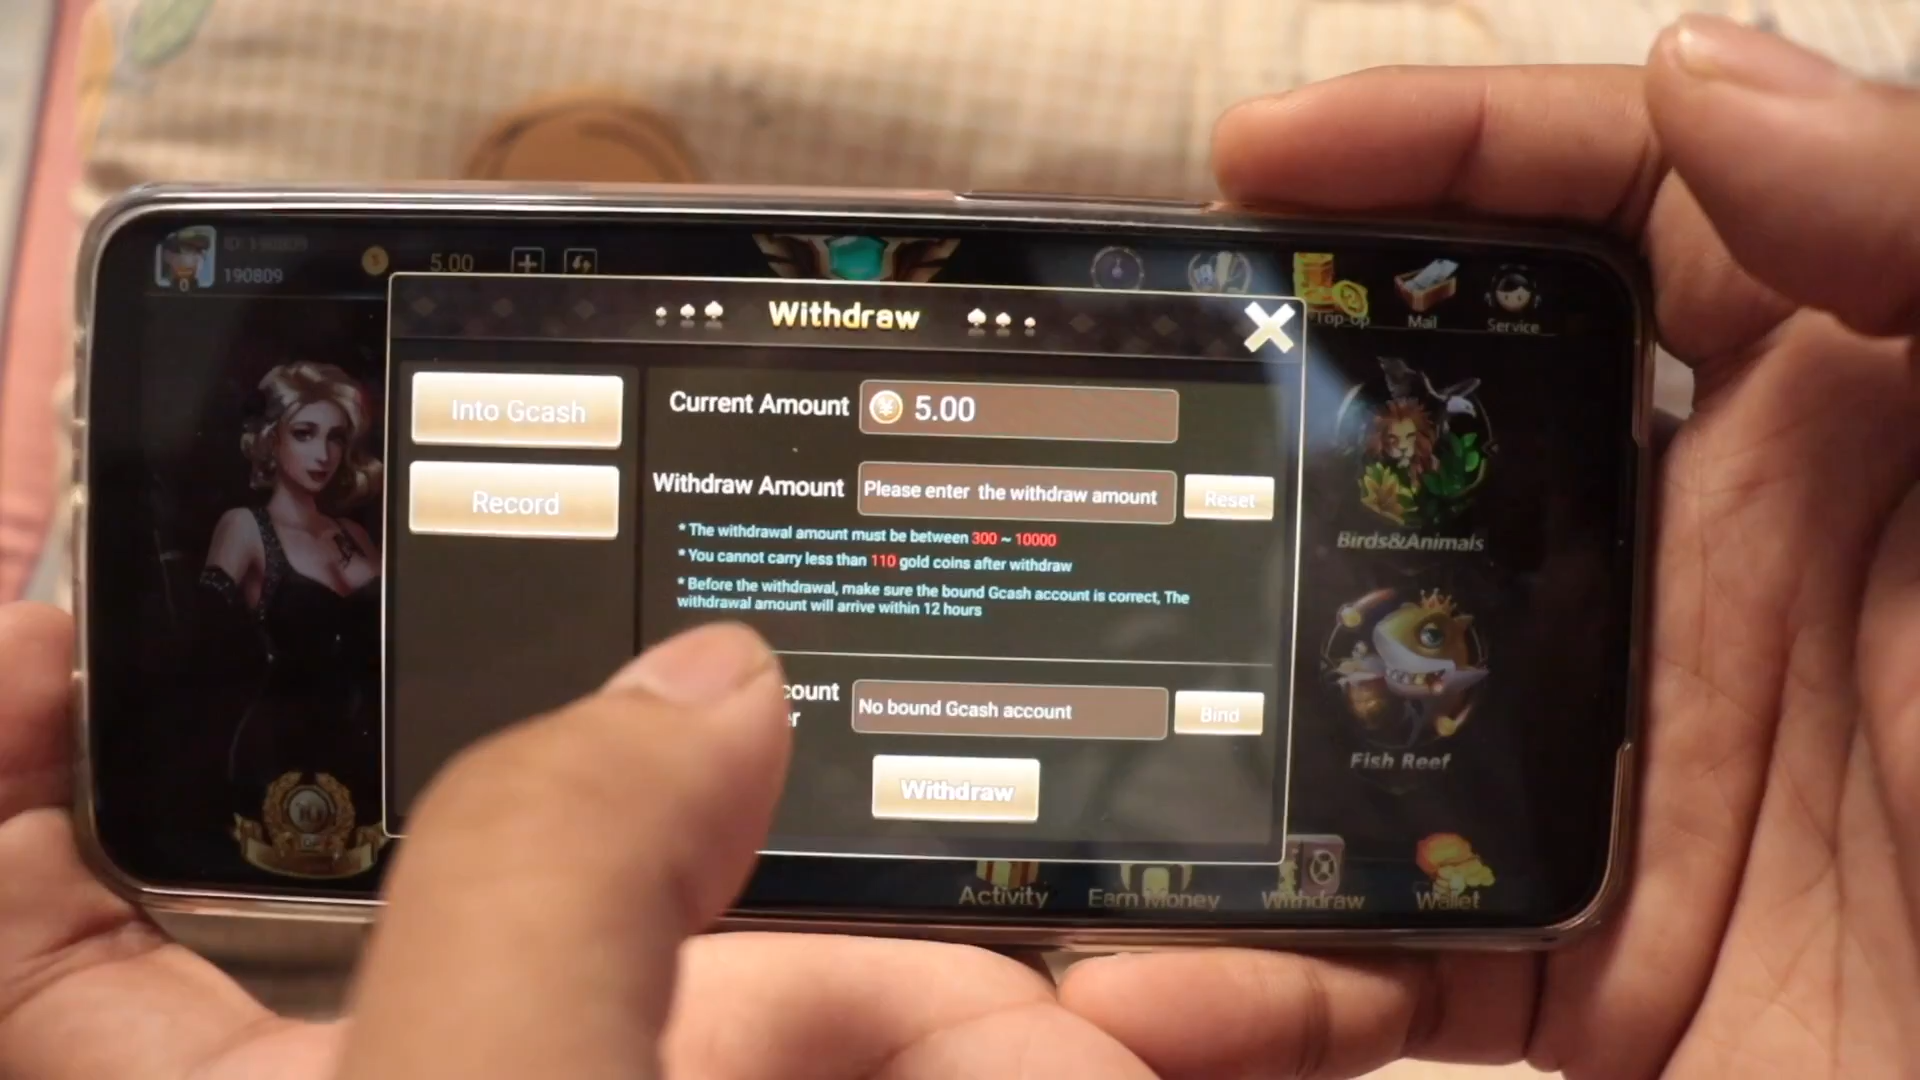 ID: 190809
190809
0
5.00
Top-Up
Mail
Service
Withdraw
Into Gcash
Record
Current Amount
5.00
Withdraw Amount
Please enter the withdraw amount
Reset
* The withdrawal amount must be between 300 ~ 10000
* You cannot carry less than 110 gold coins after withdraw
* Before the withdrawal, make sure the bound Gcash account is correct, The
withdrawal amount will arrive within 12 hours
No bound Gcash account
Bind
Withdraw
Birds&Animals
Fish Reef
Activity
Earn Money
Withdraw
Wallet